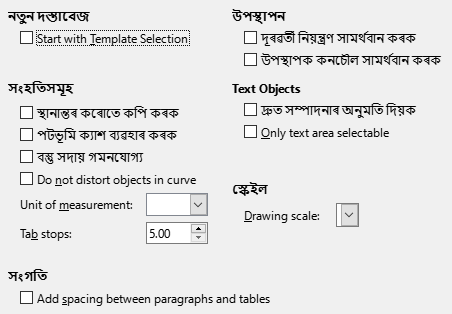 নতুন দস্তাবেজ
Start with Template Selection
সংহতিসমূহ
স্থানান্তৰ কৰোতে কপি কৰক
পটভূমি ক্যাশ ব্যৱহাৰ কৰক
বস্তু সদায় গমনযোগ্য
Do not distort objects in curve
Unit of measurement:
Tab stops: 5.00
সংগতি
Add spacing between paragraphs and tables
উপস্থাপন
দূৰৱৰ্তী নিয়ন্ত্ৰণ সামৰ্থবান কৰক
উপস্থাপক কনচৌল সামৰ্থবান কৰক
Text Objects
দ্ৰুত সম্পাদনাৰ অনুমতি দিয়ক
Only text area selectable
স্কেইল
Drawing scale: